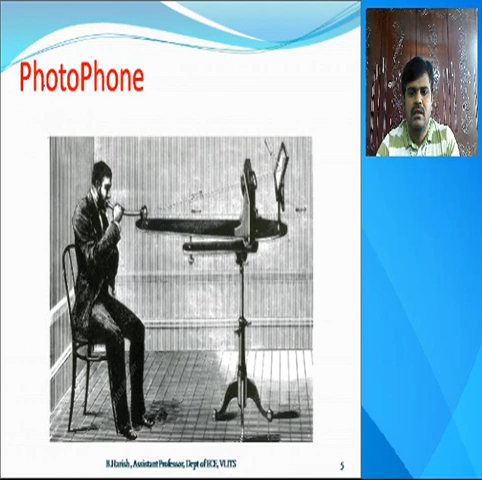 PhotoPhone
B.Harish , Assistant Professor, Dept of ECE, VLITS
5